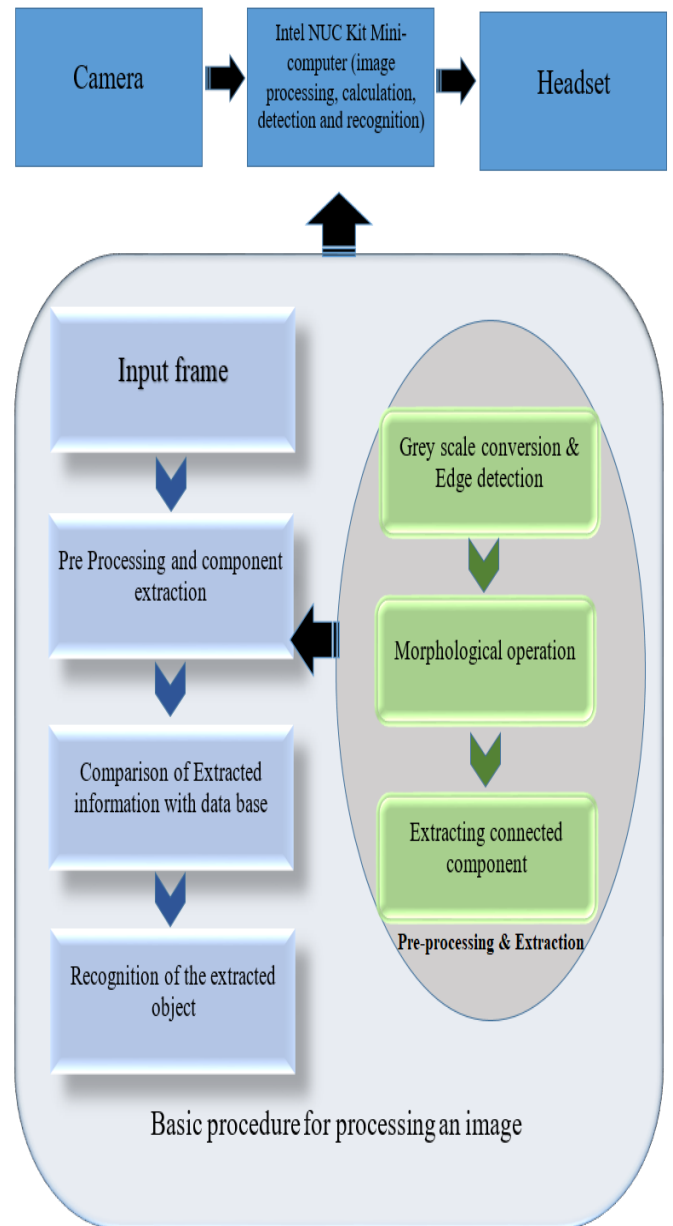 Camera
Intel NUC Kit Mini-
computer (image
processing, calculation,
detection and recognition)
Headset
Input frame
Pre Processing and component
extraction
Comparison of Extracted
information with data base
Recognition of the extracted
object
Grey scale conversion &
Edge detection
Morphological operation
Extracting connected
component
Pre-processing & Extraction
Basic procedure for processing an image